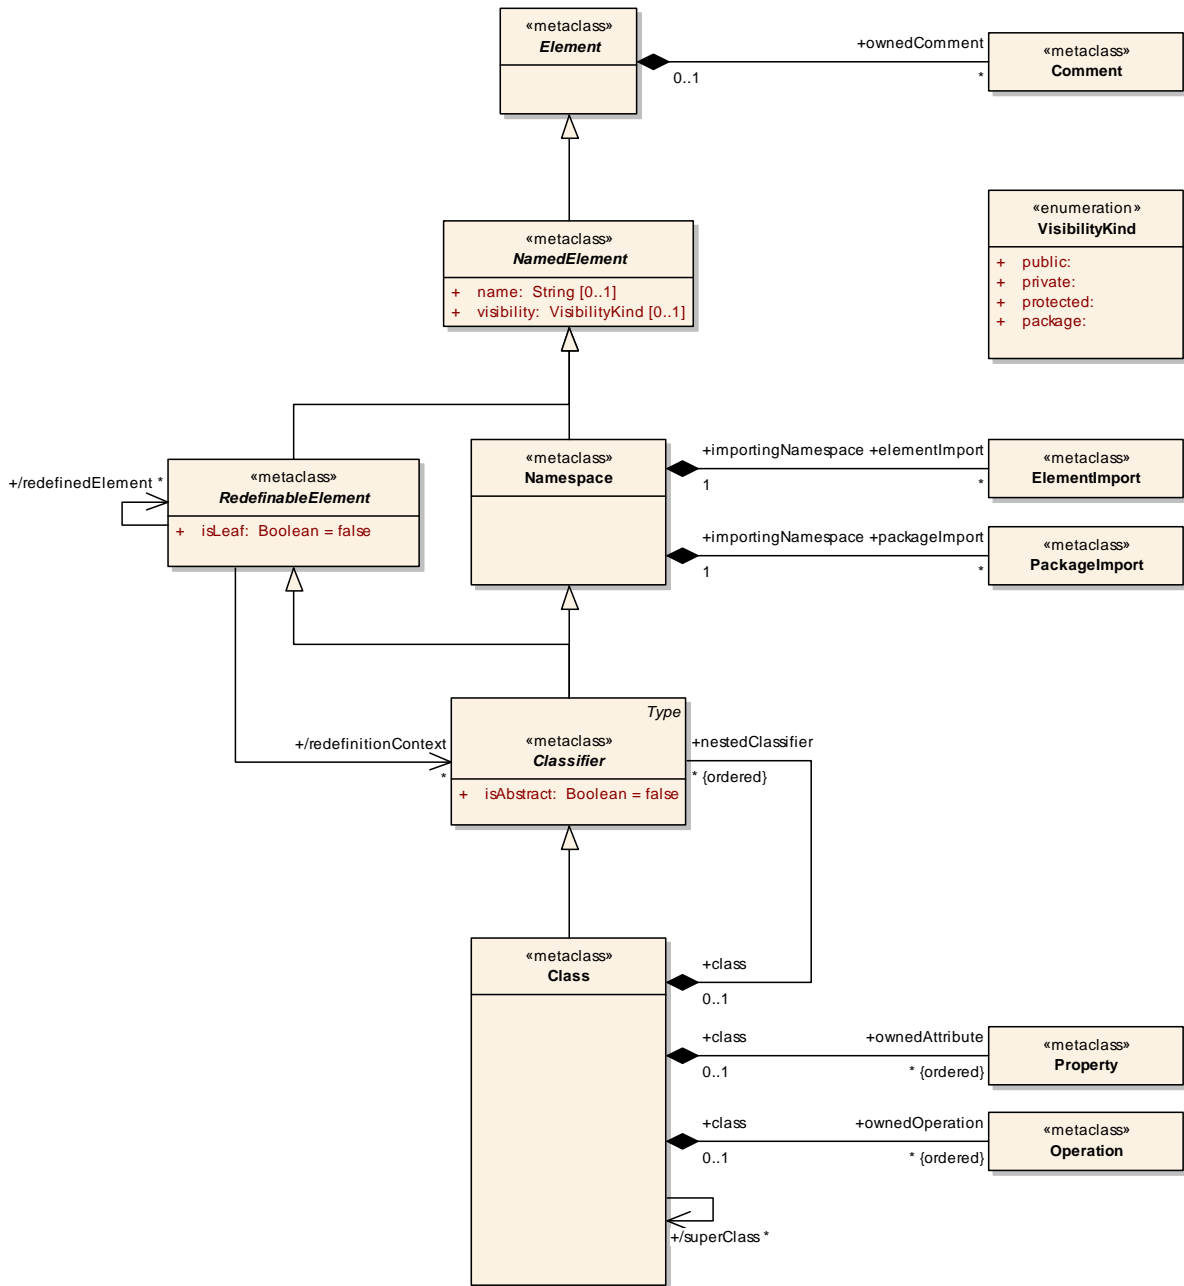 «metaclass»
Element
+ownedComment
0..1
*
«metaclass»
Comment
«metaclass»
NamedElement
+ name: String [0..1]
+ visibility: VisibilityKind [0..1]
«enumeration»
VisibilityKind
+ public:
+ private:
+ protected:
+ package:
+/redefinedElement *
«metaclass»
RedefinableElement
+ isLeaf: Boolean = false
«metaclass»
Namespace
+importingNamespace +elementImport
1
*
«metaclass»
ElementImport
+importingNamespace +packageImport
1
*
«metaclass»
PackageImport
+/redefinitionContext
*
Type
«metaclass»
Classifier
+ isAbstract: Boolean = false
+nestedClassifier
* {ordered}
«metaclass»
Class
+class
0..1
+class
0..1
+ownedAttribute
* {ordered}
«metaclass»
Property
+class
0..1
+ownedOperation
* {ordered}
«metaclass»
Operation
+/superClass *